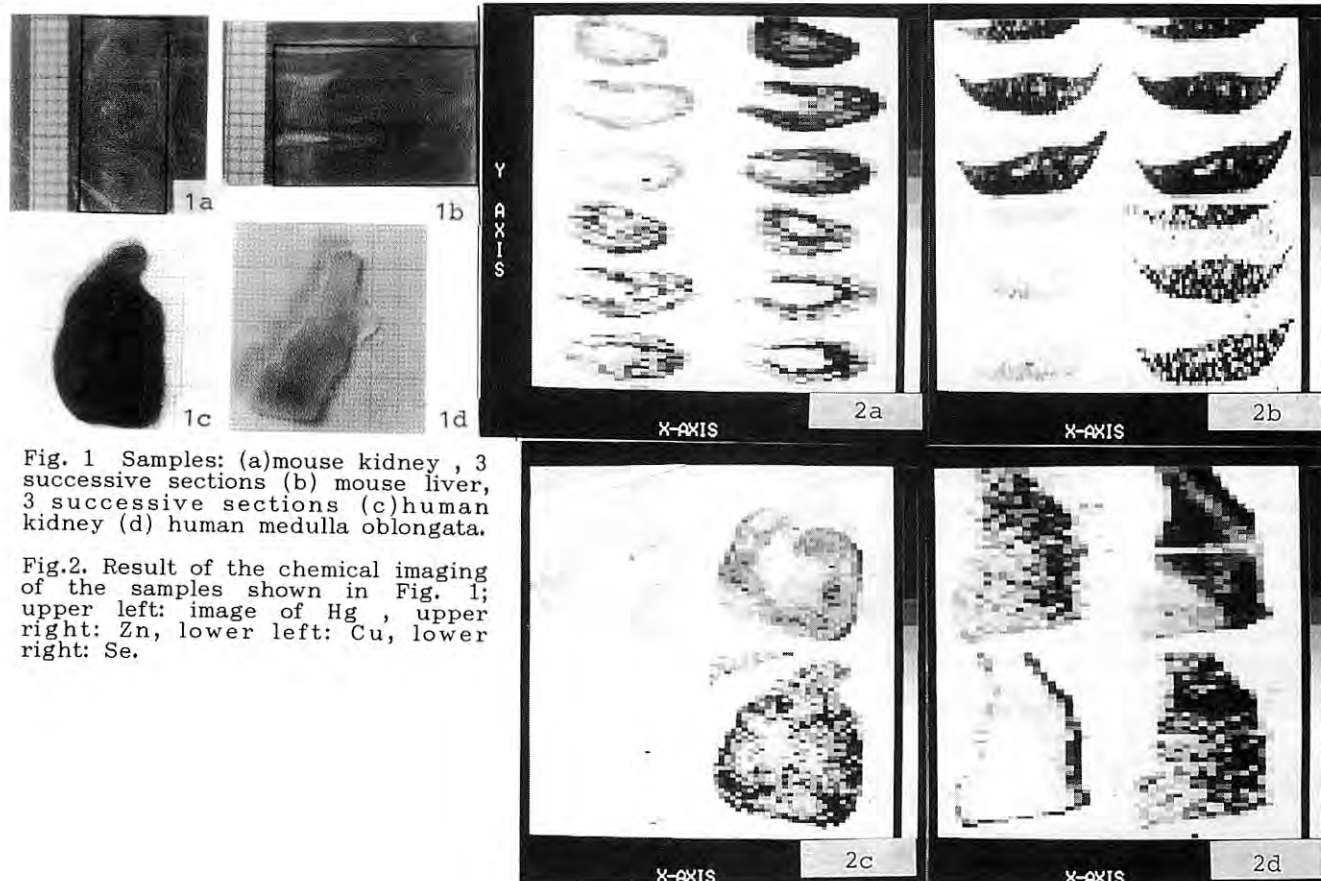 1a
1b
1c
1d
Fig. 1 Samples: (a)mouse kidney , 3
successive sections (b) mouse liver,
3 successive sections (c)human
kidney (d) human medulla oblongata.
Fig.2. Result of the chemical imaging
of the samples shown in Fig. 1;
upper left: image of Hg , upper
right: Zn, lower left: Cu, lower
right: Se.
Y AXIS
X-AXIS
2a
X-AXIS
2b
X-AXIS
2c
X-AXIS
2d